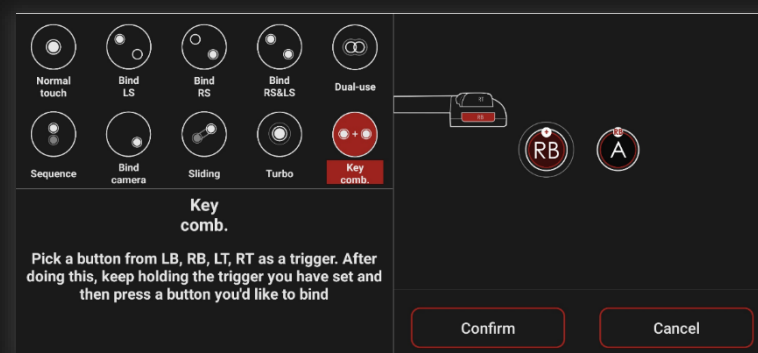 Normal
touch
Bind
LS
Bind
RS
Bind
RS&LS
Dual-use
Sequence
Bind
camera
Sliding
Turbo
Key
comb.
Key
comb.
Pick a button from LB, RB, LT, RT as a trigger. After
doing this, keep holding the trigger you have set and
then press a button you'd like to bind
RT
RB
RB
A
Confirm
Cancel